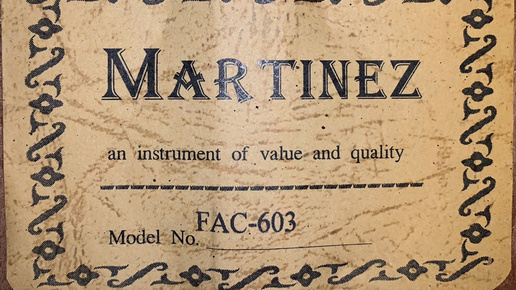 MARTINEZ
an instrument of value and quality
Model No. FAC-603